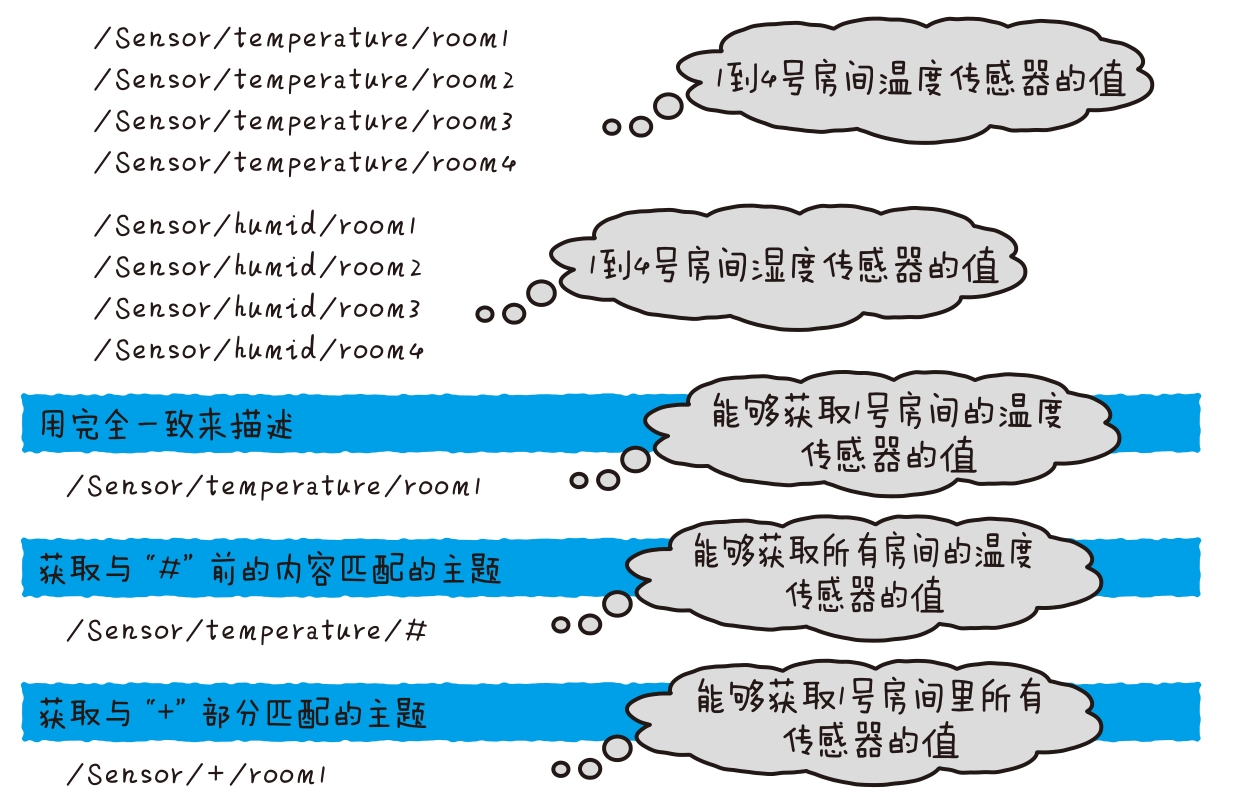 /Sensor/temperature/room1
/Sensor/temperature/room2
/Sensor/temperature/room3
/Sensor/temperature/room4
1到4号房间温度传感器的值
/Sensor/humid/room1
/Sensor/humid/room2
/Sensor/humid/room3
/Sensor/humid/room4
1到4号房间湿度传感器的值
用完全一致来描述
能够获取1号房间的温度
传感器的值
/Sensor/temperature/room1
获取与“#”前的内容匹配的主题
能够获取所有房间的温度
传感器的值
/Sensor/temperature/#
获取与“+”部分匹配的主题
能够获取1号房间里所有
传感器的值
/Sensor/+/room1